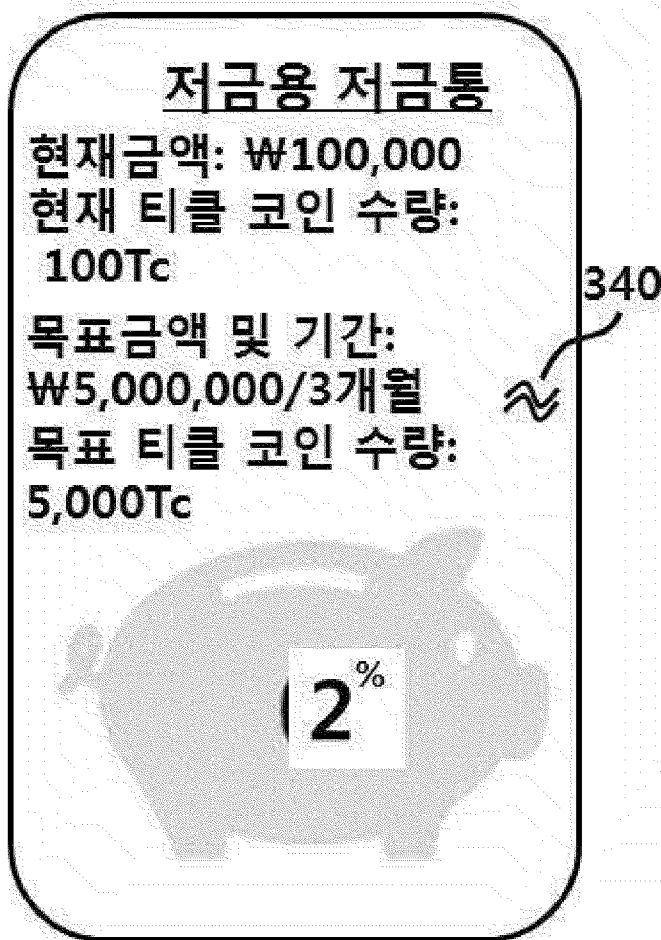 저금용 저금통
현재금액: ₩100,000
현재 티클 코인 수량:
100Tc
340
목표금액 및 기간:
₩5,000,000/3개월
목표 티클 코인 수량:
5,000Tc
2%